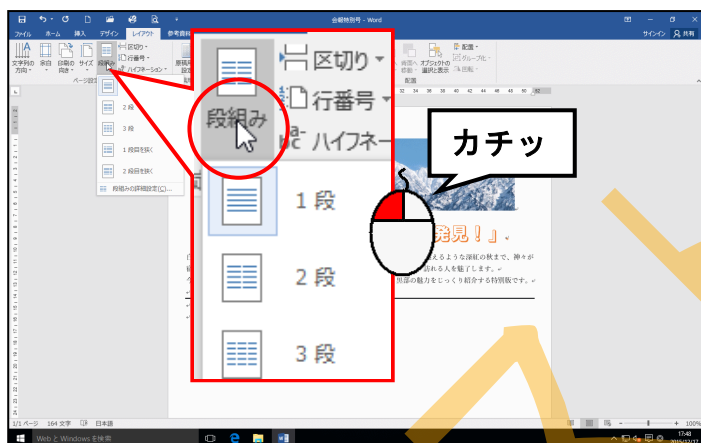 会報特別号 - Word
ファイル ホーム 挿入 デザイン レイアウト 参考資料
サインイン 共有
文字列の方向 余白 印刷の向き サイズ 段組み
区切り
行番号
ハイフネーション
配置
グループ化
回転
オブジェクトの選択と表示
配置
2 段
3 段
1 段目を狭く
2 段目を狭く
段組みの詳細設定(C)...
段組み
区切り
行番号
ハイフネー
1 段
2 段
3 段
カチッ
発見!」
えるような深紅の秋まで、神々が
訪れる人を魅了します。
黒部の魅力をじっくり紹介する特別版です。
1/1 ページ 164 文字 日本語
100%
Web と Windows を検索
17:48
2015/12/17